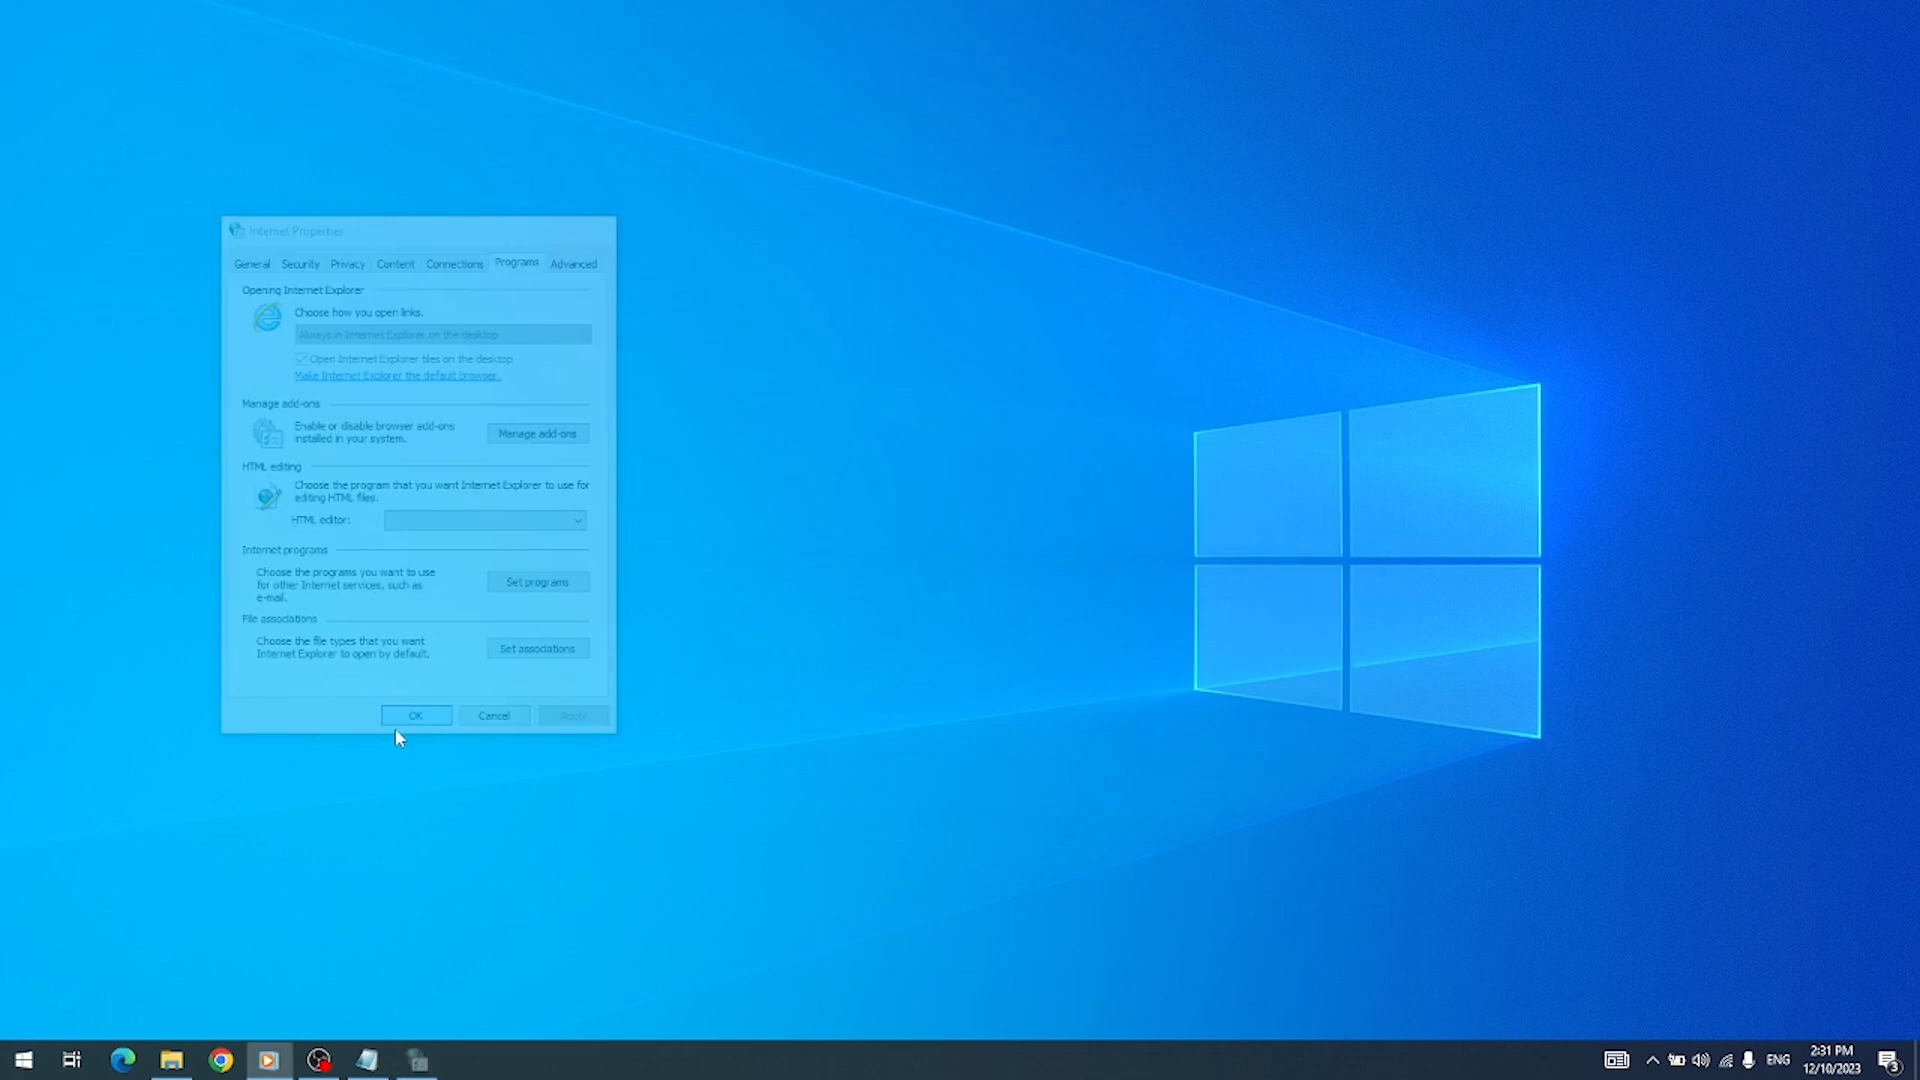 Internet Properties
General Security Privacy Content Connections Programs Advanced
Opening Internet Explorer
Choose how you open links.
Always in Internet Explorer on the desktop
Open Internet Explorer tiles on the desktop
Make Internet Explorer the default browser.
Manage add-ons
Enable or disable browser add-ons
installed in your system.
Manage add-ons
HTML editing
Choose the program that you want Internet Explorer to use for
editing HTML files.
HTML editor:
Internet programs
Choose the programs you want to use
for other Internet services, such as
e-mail.
Set programs
File associations
Choose the file types that you want
Internet Explorer to open by default.
Set associations
OK Cancel Apply
ENG
2:31 PM
12/10/2023
3